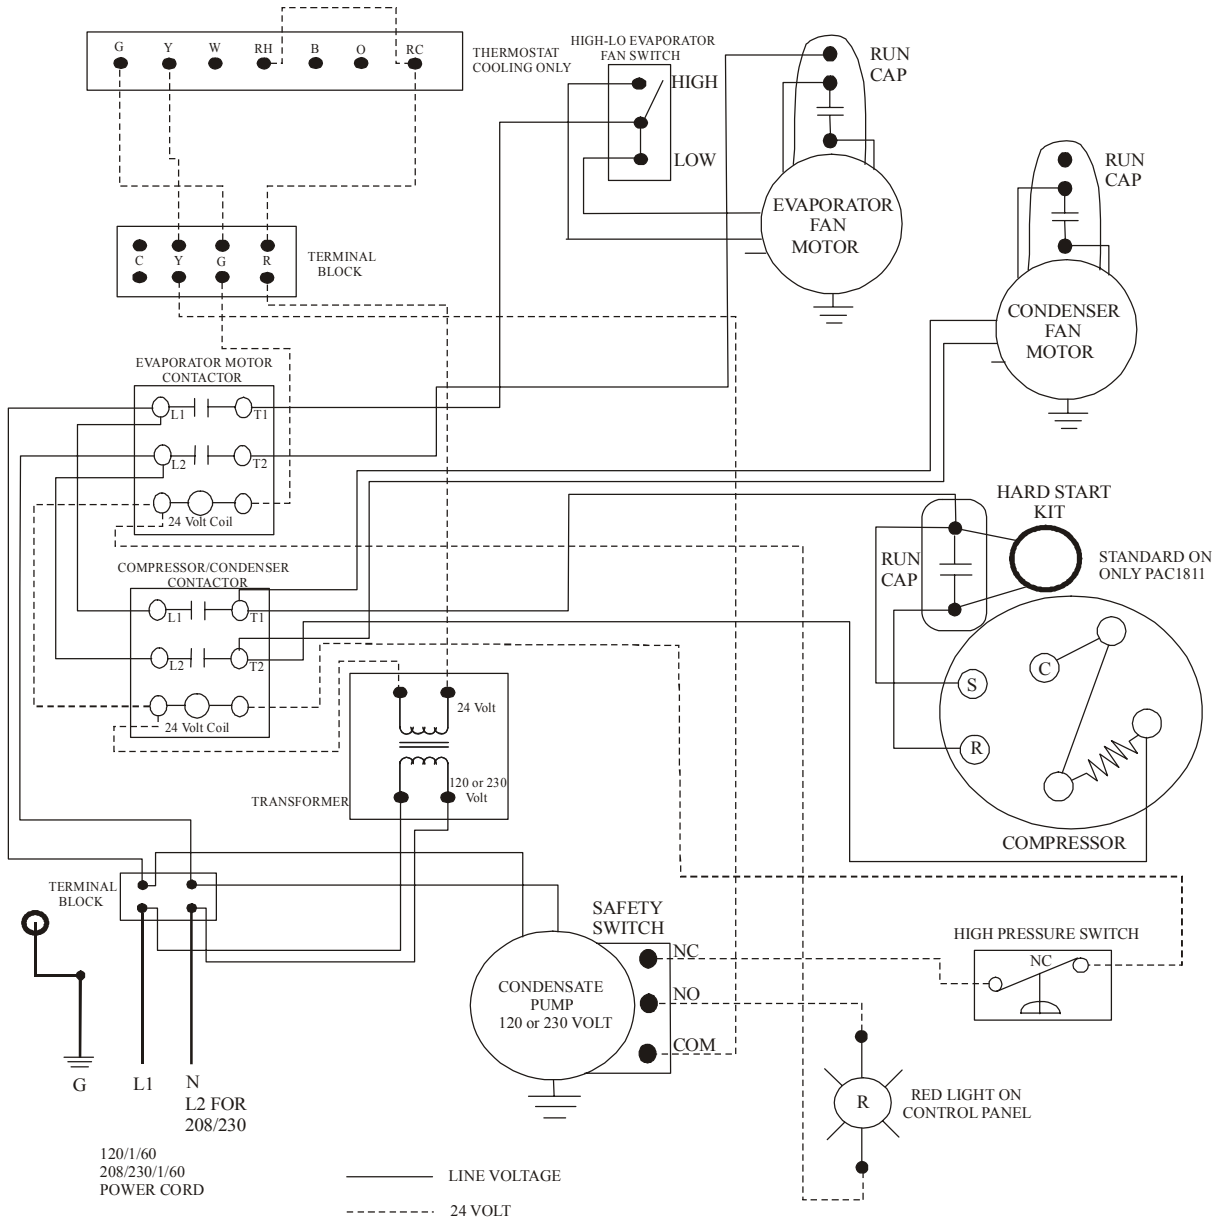 G Y W RH B O RC
THERMOSTAT
COOLING ONLY
HIGH-LO EVAPORATOR
FAN SWITCH
HIGH
LOW
RUN
CAP
EVAPORATOR
FAN
MOTOR
RUN
CAP
CONDENSER
FAN
MOTOR
C Y G R
TERMINAL
BLOCK
EVAPORATOR MOTOR
CONTACTOR
L1 T1
L2 T2
24 Volt Coil
COMPRESSOR/CONDENSER
CONTACTOR
L1 T1
L2 T2
24 Volt Coil
HARD START
KIT
RUN
CAP
STANDARD ON
ONLY PAC1811
S
C
R
COMPRESSOR
24 Volt
120 or 230
Volt
TRANSFORMER
TERMINAL
BLOCK
SAFETY
SWITCH
NC
NO
COM
CONDENSATE
PUMP
120 or 230 VOLT
HIGH PRESSURE SWITCH
NC
R
RED LIGHT ON
CONTROL PANEL
G
L1
N
L2 FOR
208/230
120/1/60
208/230/1/60
POWER CORD
LINE VOLTAGE
24 VOLT